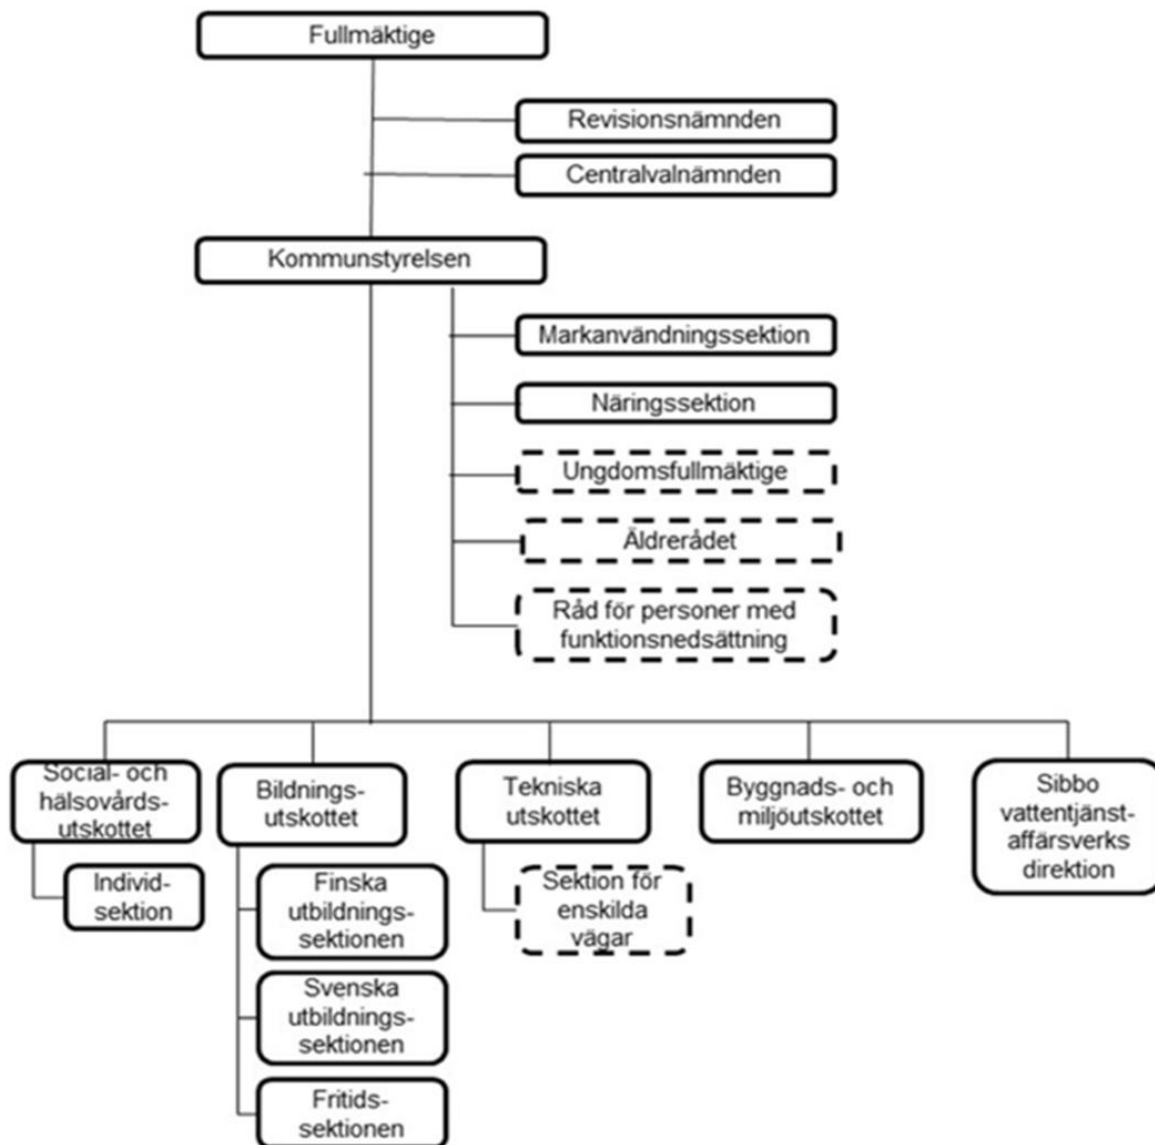 Fullmäktige
Revisionsnämnden
Centralvalnämnden
Kommunstyrelsen
Markanvändningssektion
Näringssektion
Ungdomsfullmäktige
Äldrerådet
Råd för personer med
funktionsnedsättning
Social- och
hälsovårds-
utskottet
Individ-
sektion
Bildnings-
utskottet
Finska
utbildnings-
sektionen
Svenska
utbildnings-
sektionen
Fritids-
sektionen
Tekniska
utskottet
Sektion för
enskilda
vägar
Byggnads- och
miljöutskottet
Sibbo
vattentjänst-
affärsverks
direktion